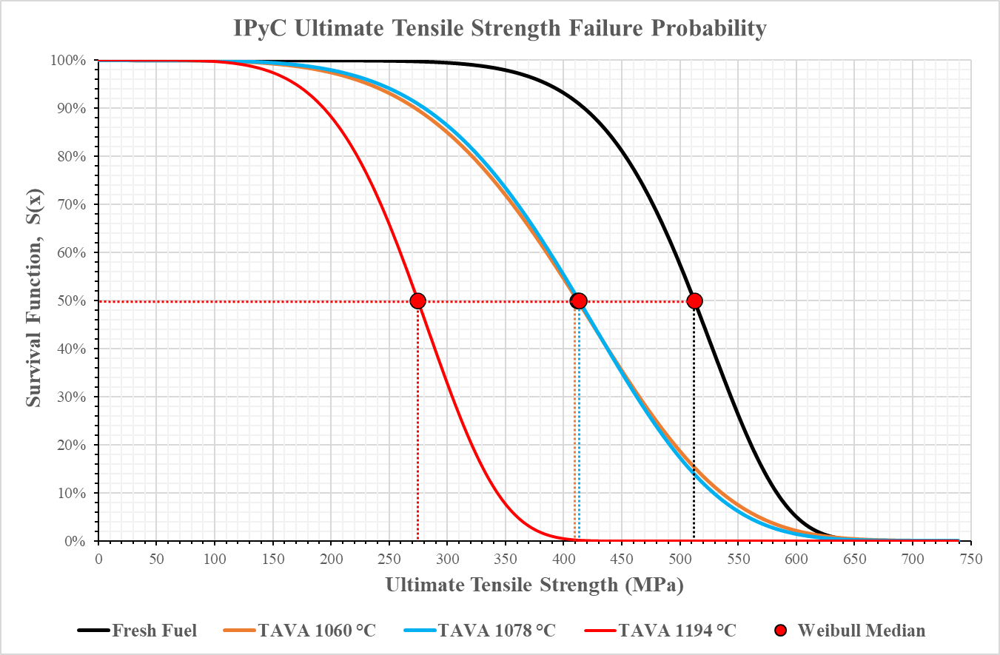 IPyC Ultimate Tensile Strength Failure Probability
100%
90%
80%
70%
60%
50%
40%
30%
20%
10%
0%
Survival Function, S(x)
0 50 100 150 200 250 300 350 400 450 500 550 600 650 700 750
Ultimate Tensile Strength (MPa)
Fresh Fuel TAVA 1060 °C TAVA 1078 °C TAVA 1194 °C Weibull Median